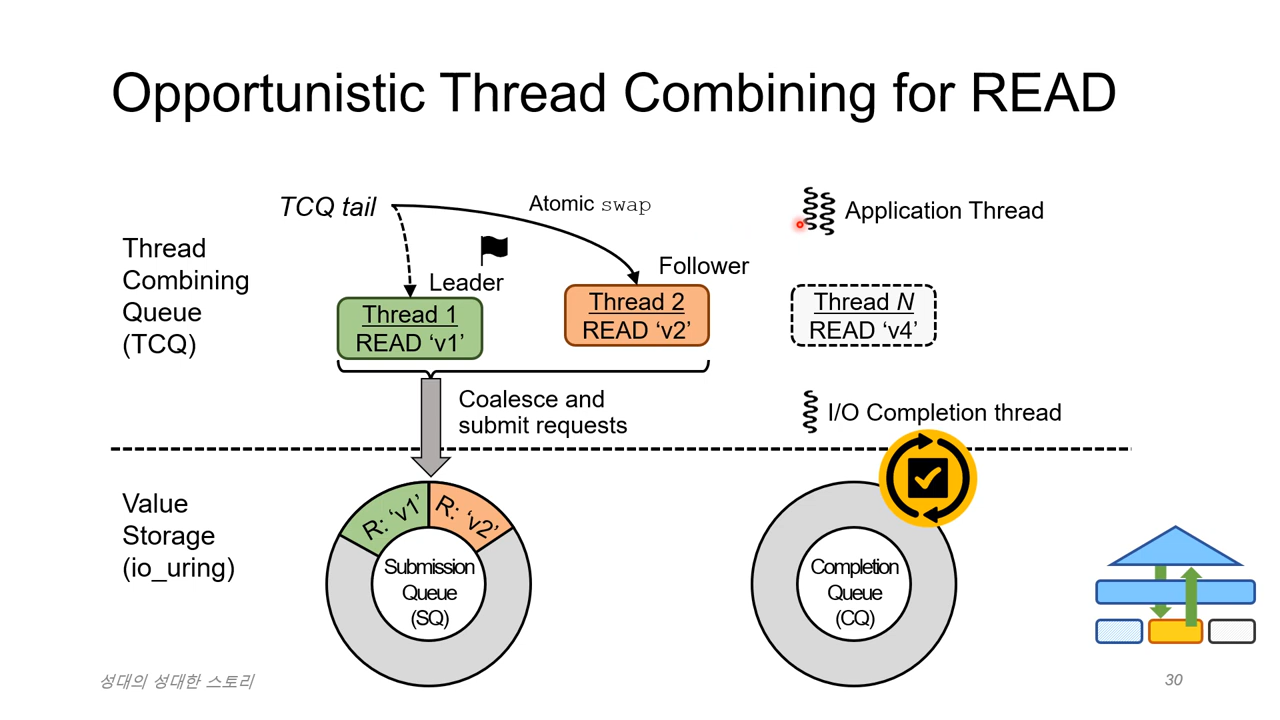 Opportunistic Thread Combining for READ
TCQ tail
Atomic swap
Application Thread
Thread
Combining
Queue
(TCQ)
Leader
Follower
Thread 1
READ ‘v1’
Thread 2
READ ‘v2’
Thread N
READ ‘v4’
Coalesce and
submit requests
I/O Completion thread
Value
Storage
(io_uring)
R: ‘v1’
R: ‘v2’
Submission
Queue
(SQ)
Completion
Queue
(CQ)
성대의 성대한 스토리
30